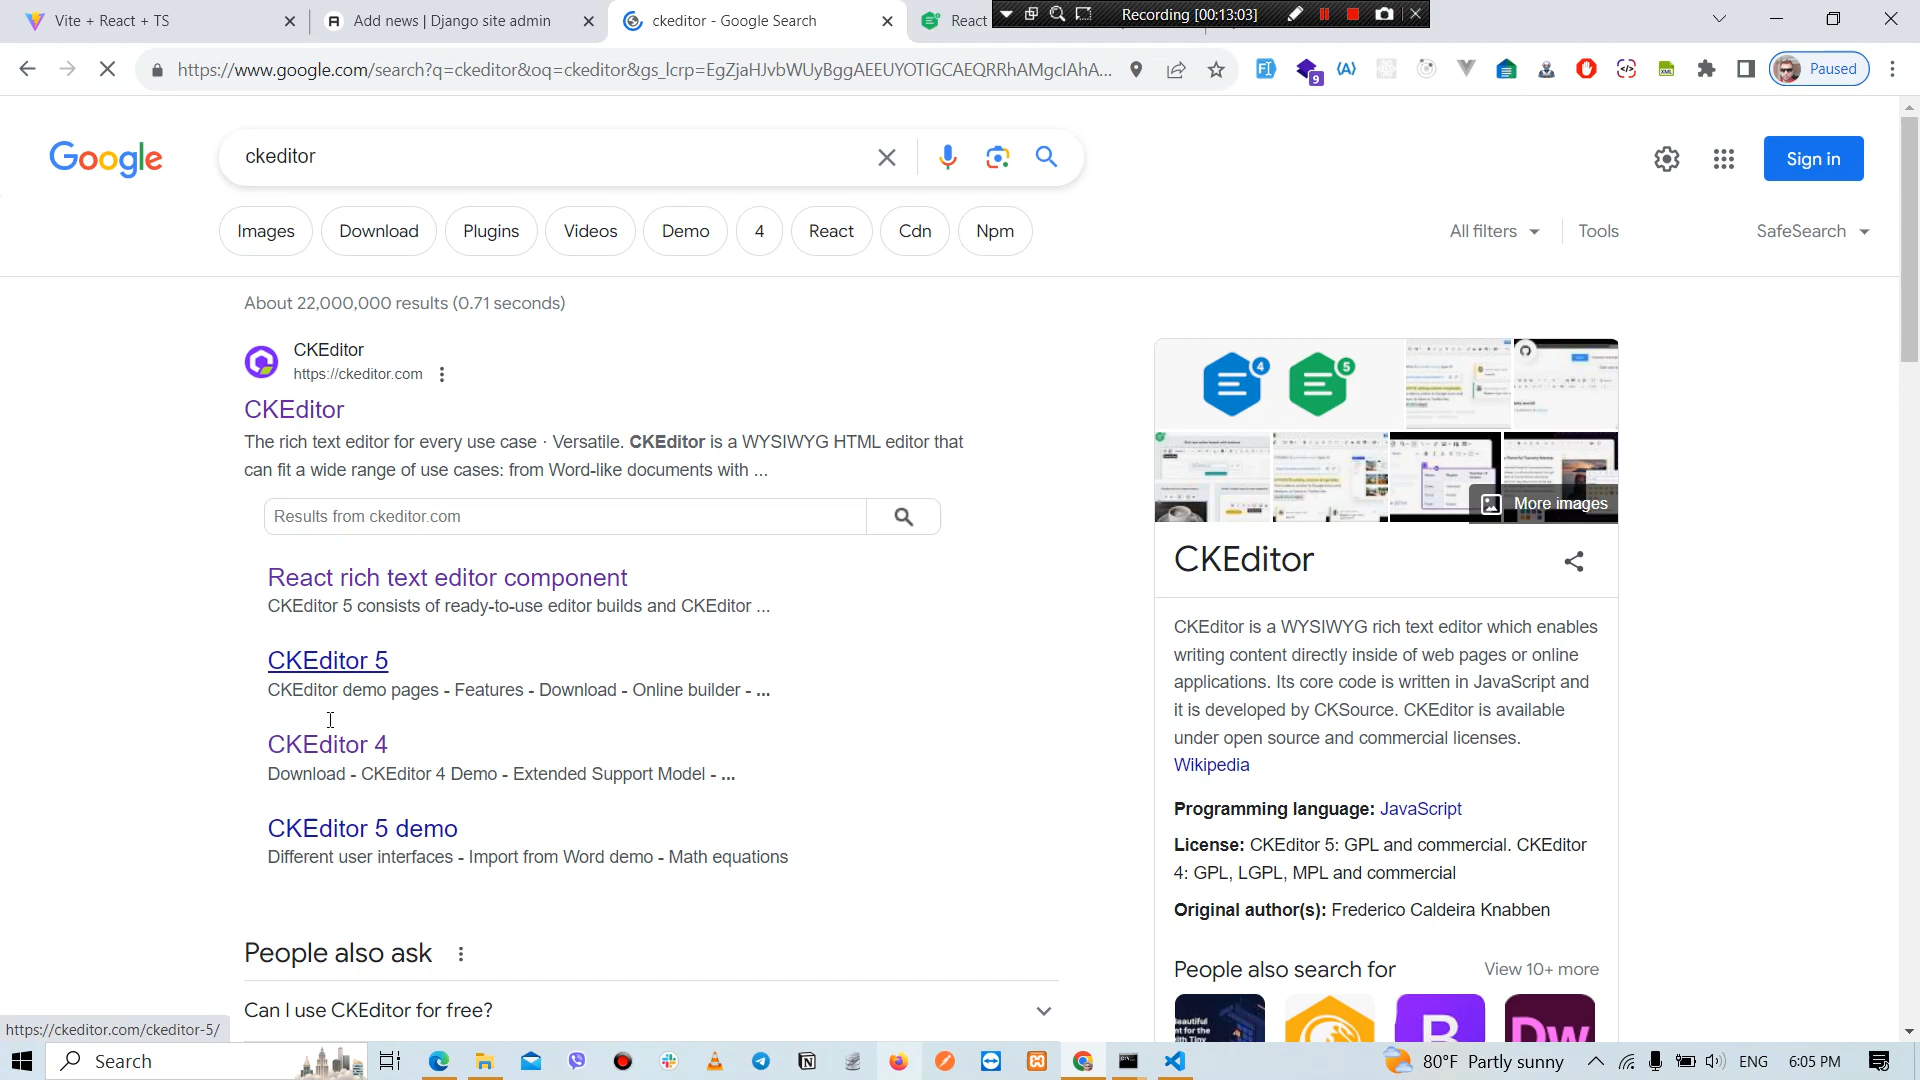 Vite + React + TS
Add news | Django site admin
ckeditor - Google Search
React
Recording [00:13:03]
https://www.google.com/search?q=ckeditor&oq=ckeditor&gs_lcrp=EgZjaHJvbWUyBggAEEUYOTIGCAEQRRhAMgcIAhA...
9
Paused
Google
ckeditor
Sign in
Images
Download
Plugins
Videos
Demo
4
React
Cdn
Npm
All filters
Tools
SafeSearch
About 22,000,000 results (0.71 seconds)
CKEditor
https://ckeditor.com
CKEditor
The rich text editor for every use case · Versatile. CKEditor is a WYSIWYG HTML editor that
can fit a wide range of use cases: from Word-like documents with ...
Results from ckeditor.com
React rich text editor component
CKEditor 5 consists of ready-to-use editor builds and CKEditor ...
CKEditor 5
CKEditor demo pages - Features - Download - Online builder - ...
CKEditor 4
Download - CKEditor 4 Demo - Extended Support Model - ...
CKEditor 5 demo
Different user interfaces - Import from Word demo - Math equations
People also ask
Can I use CKEditor for free?
4
5
More images
CKEditor
CKEditor is a WYSIWYG rich text editor which enables
writing content directly inside of web pages or online
applications. Its core code is written in JavaScript and
it is developed by CKSource. CKEditor is available
under open source and commercial licenses.
Wikipedia
Programming language: JavaScript
License: CKEditor 5: GPL and commercial. CKEditor
4: GPL, LGPL, MPL and commercial
Original author(s): Frederico Caldeira Knabben
People also search for
View 10+ more
B
Dw
https://ckeditor.com/ckeditor-5/
Search
80°F Partly sunny
ENG
6:05 PM